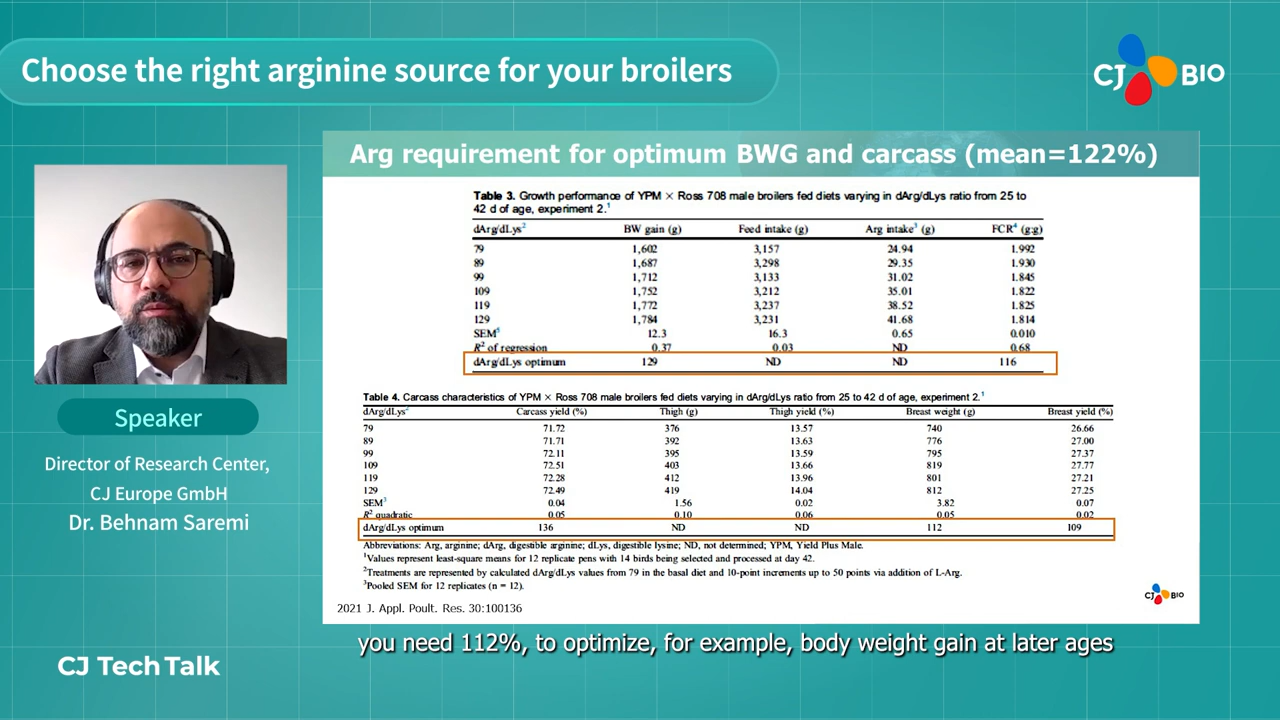 Choose the right arginine source for your broilers
CJ BIO
Arg requirement for optimum BWG and carcass (mean=122%)
Table 3. Growth performance of YPM × Ross 708 male broilers fed diets varying in dArg/dLys ratio from 25 to
42 d of age, experiment 2.1
dArg/dLys2 BW gain (g) Feed intake (g) Arg intake3 (g) FCR4 (g:g)
79 1,602 3,157 24.94 1.992
89 1,687 3,298 29.35 1.930
99 1,712 3,133 31.02 1.845
109 1,752 3,212 35.01 1.822
119 1,772 3,237 38.52 1.825
129 1,784 3,231 41.68 1.814
SEM5 12.3 16.3 0.65 0.010
R2 of regression 0.37 0.03 ND 0.68
dArg/dLys optimum 129 ND ND 116
Table 4. Carcass characteristics of YPM × Ross 708 male broilers fed diets varying in dArg/dLys ratio from 25 to 42 d of age, experiment 2.1
dArg/dLys2 Carcass yield (%) Thigh (g) Thigh yield (%) Breast weight (g) Breast yield (%)
79 71.72 376 13.57 740 26.66
89 71.71 392 13.63 776 27.00
99 72.11 395 13.59 795 27.37
109 72.51 403 13.66 819 27.77
119 72.28 412 13.96 801 27.21
129 72.49 419 14.04 812 27.25
SEM3 0.04 1.56 0.02 3.82 0.07
R2 quadratic 0.05 0.10 0.06 0.05 0.02
dArg/dLys optimum 136 ND ND 112 109
Abbreviations: Arg, arginine; dArg, digestible arginine; dLys, digestible lysine; ND, not determined; YPM, Yield Plus Male.
1Values represent least-square means for 12 replicate pens with 14 birds being selected and processed at day 42.
2Treatments are represented by calculated dArg/dLys values from 79 in the basal diet and 10-point increments up to 50 points via addition of L-Arg.
3Pooled SEM for 12 replicates (n = 12).
2021 J. Appl. Poult. Res. 30:100136
CJ BIO
Speaker
Director of Research Center,
CJ Europe GmbH
Dr. Behnam Saremi
you need 112%, to optimize, for example, body weight gain at later ages
CJ Tech Talk